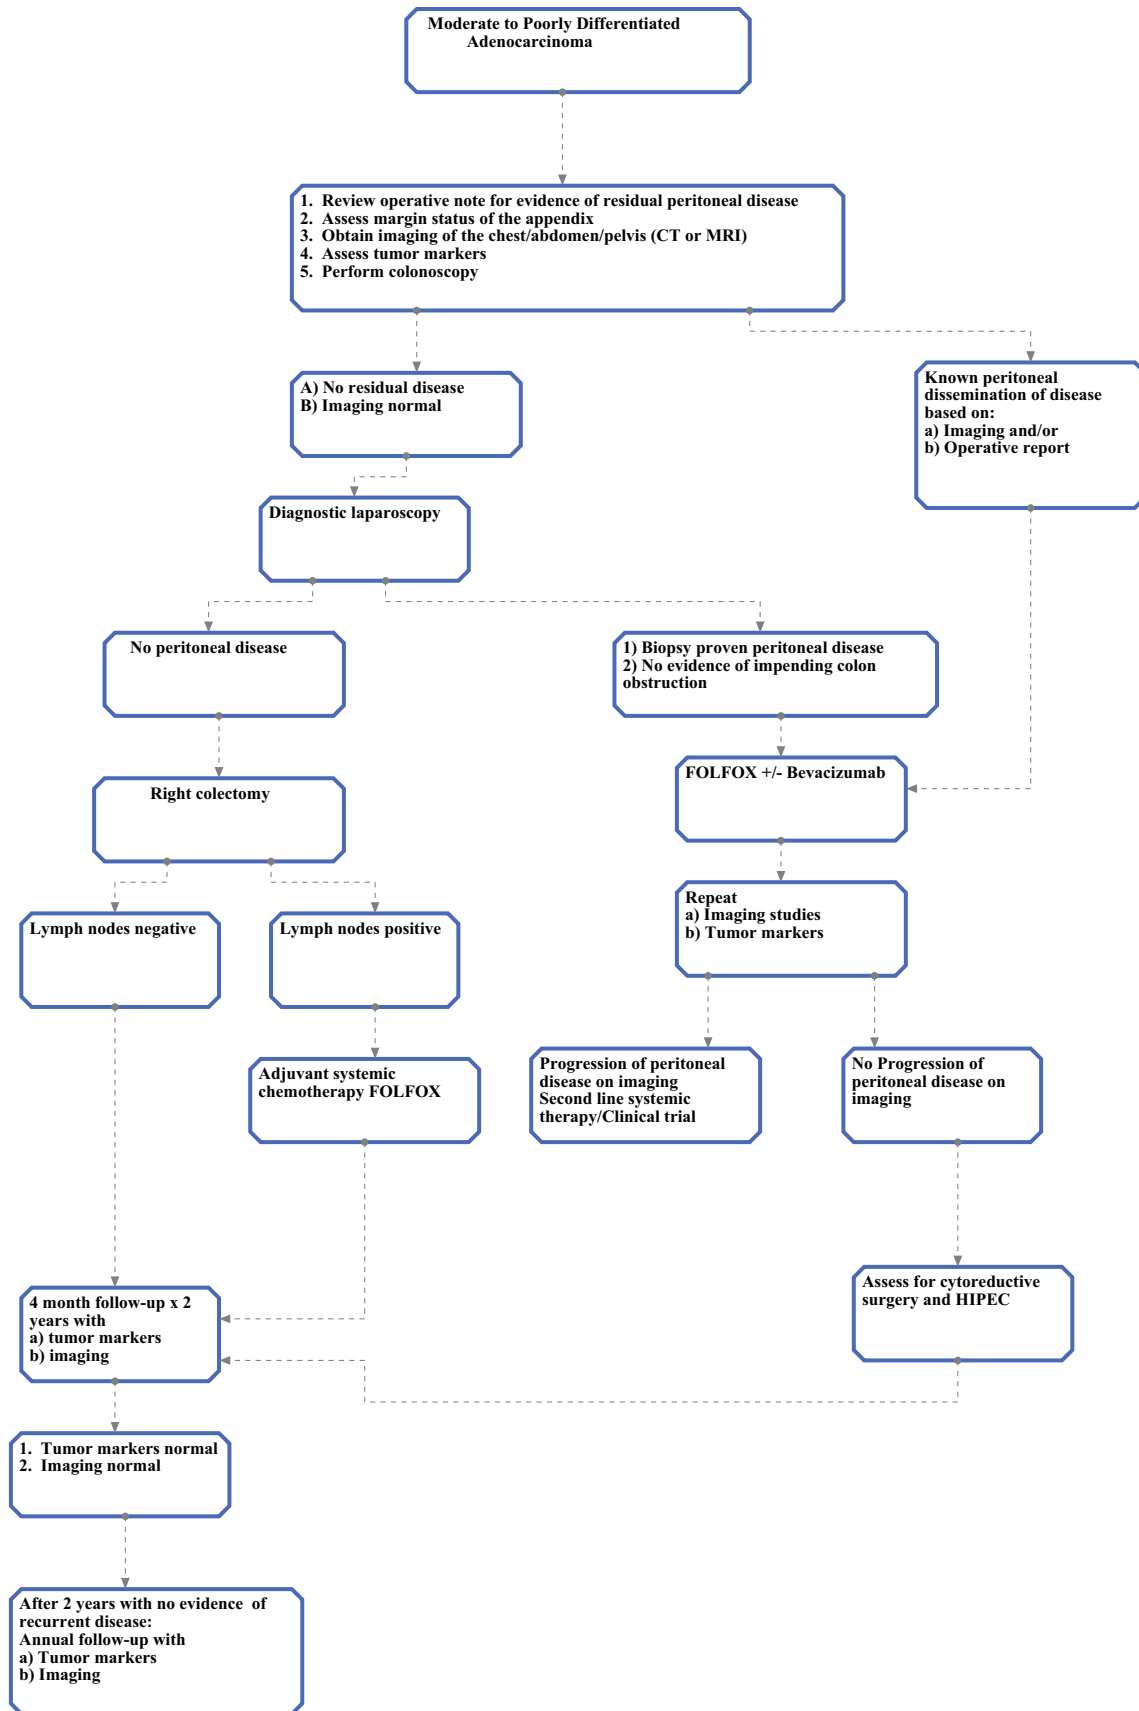 Moderate to Poorly Differentiated
Adenocarcinoma
1. Review operative note for evidence of residual peritoneal disease
2. Assess margin status of the appendix
3. Obtain imaging of the chest/abdomen/pelvis (CT or MRI)
4. Assess tumor markers
5. Perform colonoscopy
A) No residual disease
B) Imaging normal
Known peritoneal
dissemination of disease
based on:
a) Imaging and/or
b) Operative report
Diagnostic laparoscopy
No peritoneal disease
1) Biopsy proven peritoneal disease
2) No evidence of impending colon
obstruction
Right colectomy
FOLFOX +/- Bevacizumab
Lymph nodes negative
Lymph nodes positive
Repeat
a) Imaging studies
b) Tumor markers
Adjuvant systemic
chemotherapy FOLFOX
Progression of peritoneal
disease on imaging
Second line systemic
therapy/Clinical trial
No Progression of
peritoneal disease on
imaging
4 month follow-up x 2
years with
a) tumor markers
b) imaging
Assess for cytoreductive
surgery and HIPEC
1. Tumor markers normal
2. Imaging normal
After 2 years with no evidence of
recurrent disease:
Annual follow-up with
a) Tumor markers
b) Imaging